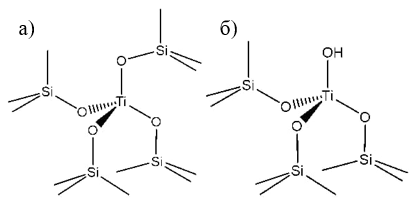 а) б)
Si OH
O
Si Si
O Ti O Ti
O O O O
Si Si Si Si